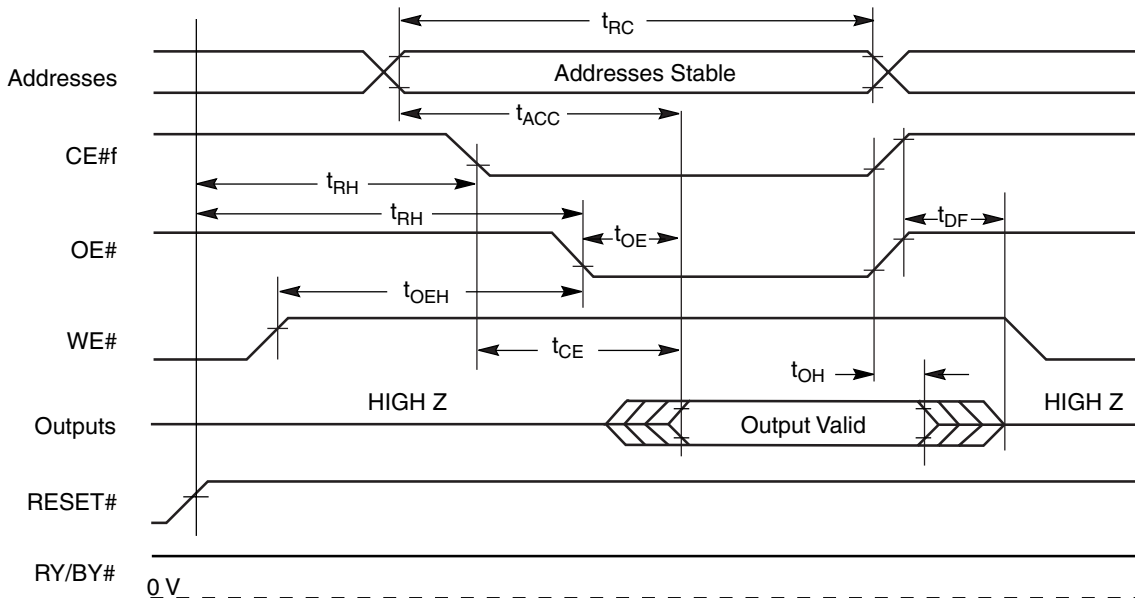 tRC
Addresses
Addresses Stable
tACC
CE#f
tRH
tRH
tDF
OE#
tOE
tOEH
WE#
tCE
tOH
HIGH Z
HIGH Z
Outputs
Output Valid
RESET#
RY/BY#
0 V